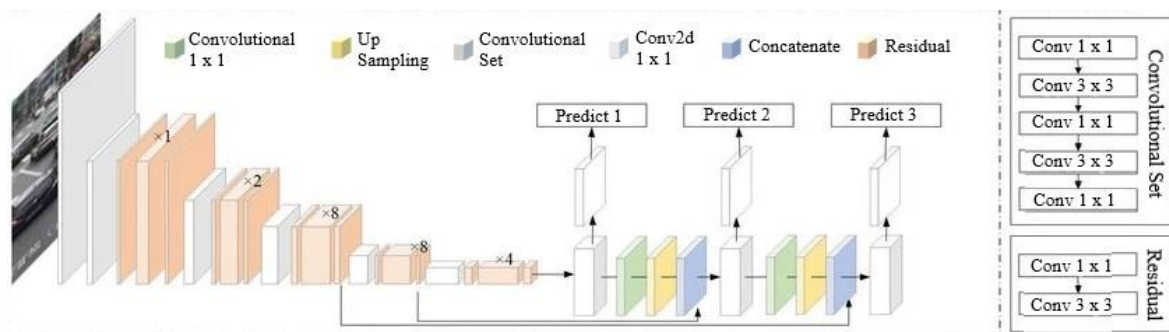 Convolutional
1 x 1
Up
Sampling
Convolutional
Set
Conv2d
1 x 1
Concatenate
Residual
×1
×2
×8
×8
×4
Predict 1
Predict 2
Predict 3
Conv 1 x 1
Conv 3 x 3
Conv 1 x 1
Conv 3 x 3
Conv 1 x 1
Convolutional Set
Conv 1 x 1
Conv 3 x 3
Residual